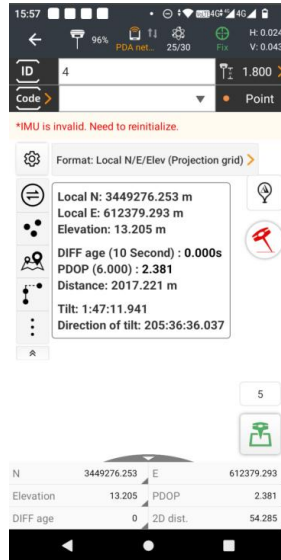 15:57 4G 4G
96% PDA net... 25/30 Fix H: 0.024 V: 0.043
ID 4 1.800
Code Point
*IMU is invalid. Need to reinitialize.
Format: Local N/E/Elev (Projection grid)
Local N: 3449276.253 m
Local E: 612379.293 m
Elevation: 13.205 m
DIFF age (10 Second) : 0.000s
PDOP (6.000) : 2.381
Distance: 2017.221 m
Tilt: 1:47:11.941
Direction of tilt: 205:36:36.037
5
N 3449276.253 E 612379.293
Elevation 13.205 PDOP 2.381
DIFF age 0 2D dist. 54.285